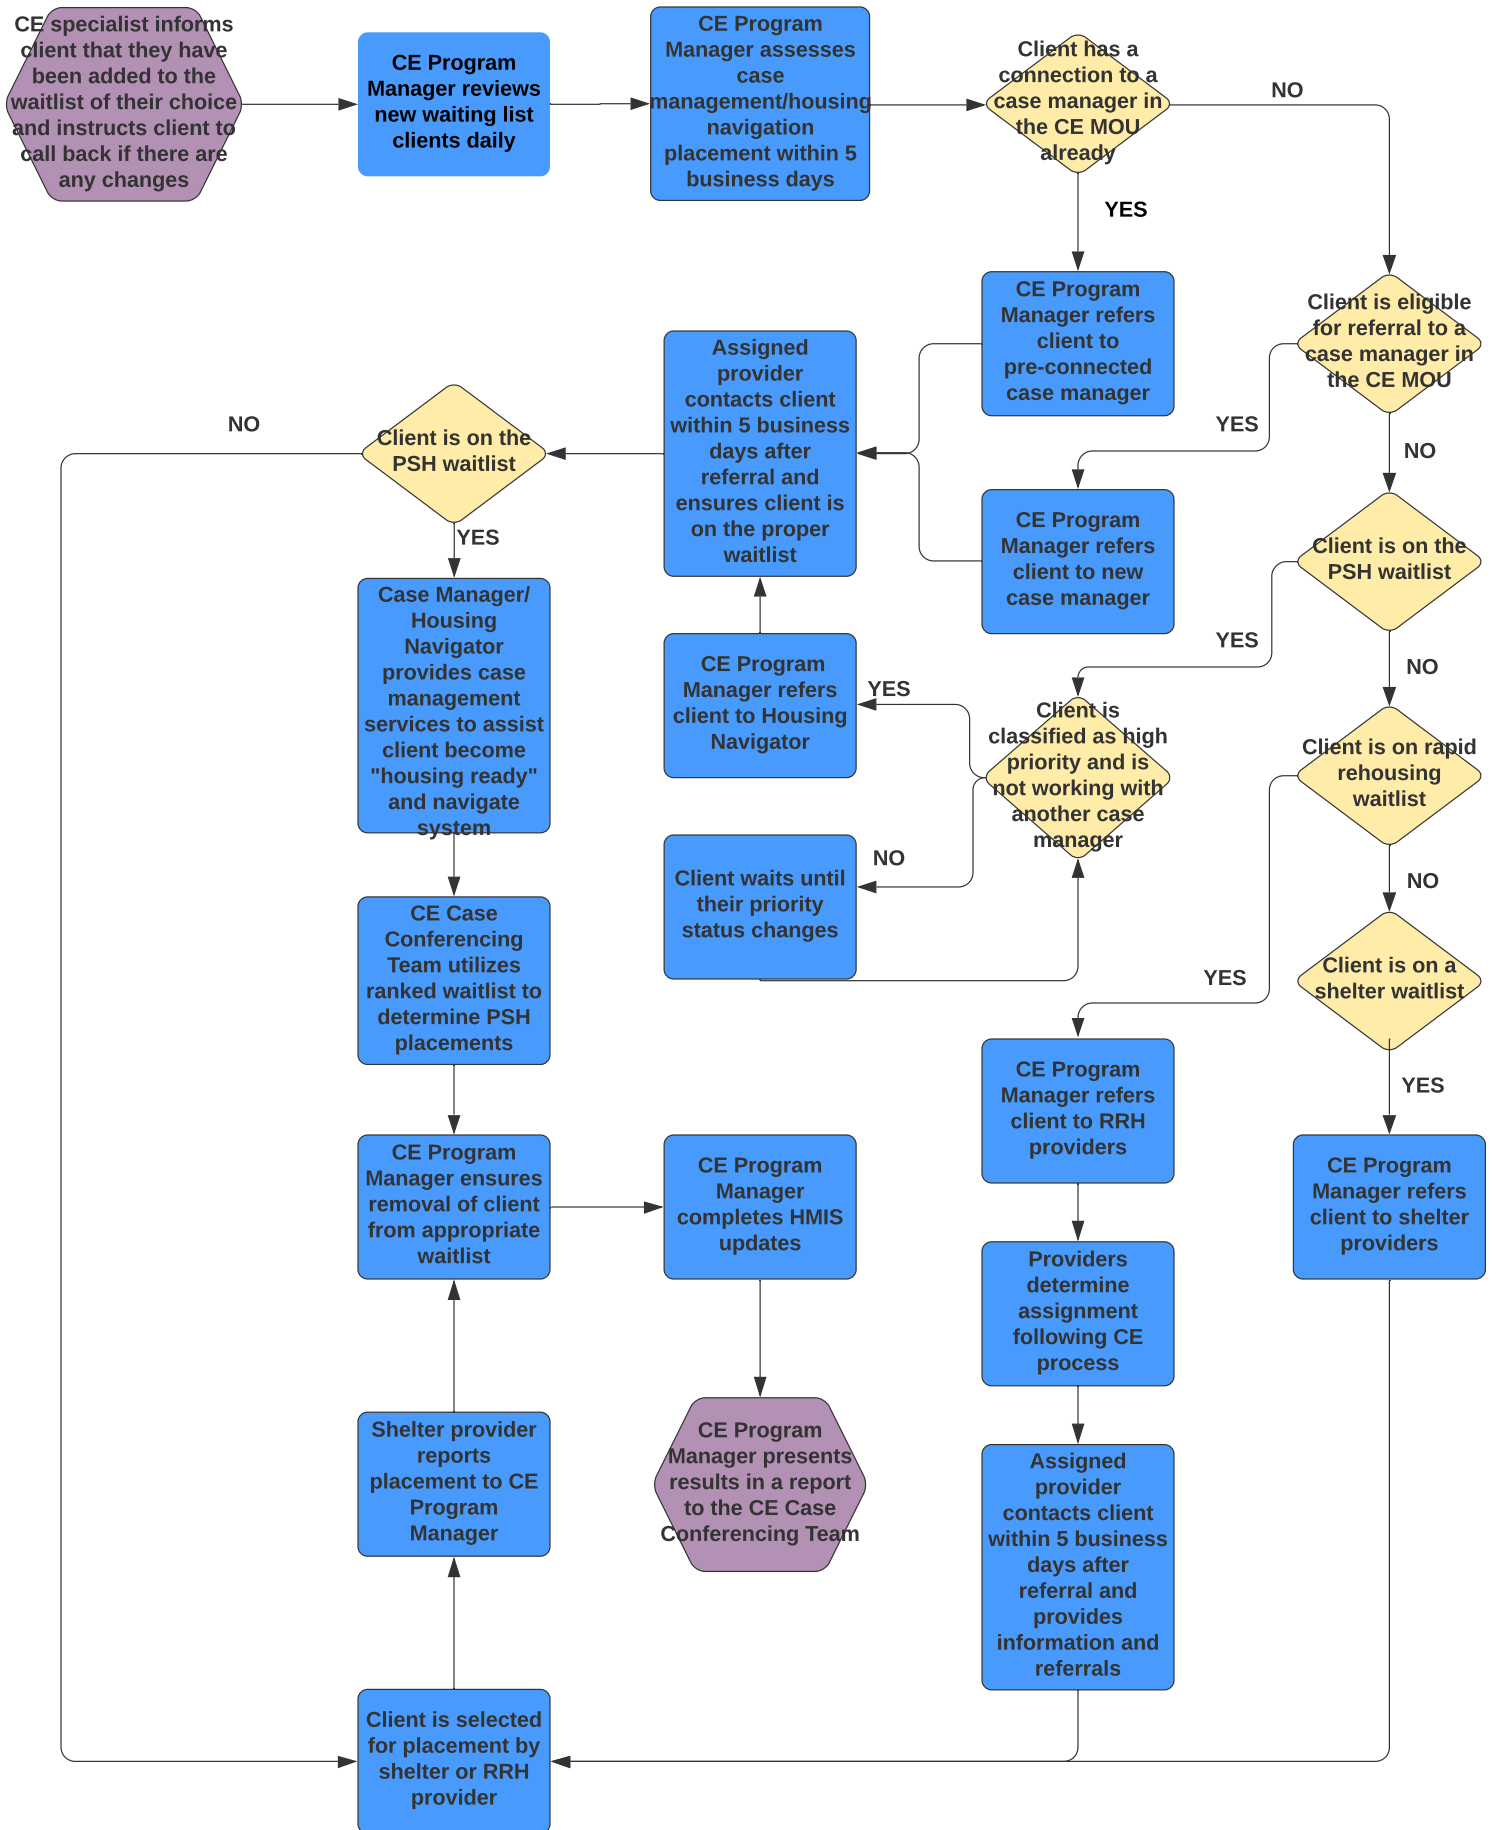 CE specialist informs
client that they have
been added to the
waitlist of their choice
and instructs client to
call back if there are
any changes
CE Program
Manager reviews
new waiting list
clients daily
CE Program
Manager assesses
case
management/housing
navigation
placement within 5
business days
Client has a
connection to a
case manager in
the CE MOU
already
NO
YES
CE Program
Manager refers
client to
pre-connected
case manager
Client is eligible
for referral to a
case manager in
the CE MOU
YES
NO
Assigned
provider
contacts client
within 5 business
days after
referral and
ensures client is
on the proper
waitlist
Client is on the
PSH waitlist
NO
YES
CE Program
Manager refers
client to new
case manager
Client is on the
PSH waitlist
YES
NO
Case Manager/
Housing
Navigator
provides case
management
services to assist
client become
"housing ready"
and navigate
system
CE Program
Manager refers
client to Housing
Navigator
YES
Client is
classified as high
priority and is
not working with
another case
manager
NO
Client waits until
their priority
status changes
Client is on rapid
rehousing
waitlist
YES
NO
CE Case
Conferencing
Team utilizes
ranked waitlist to
determine PSH
placements
Client is on a
shelter waitlist
YES
CE Program
Manager refers
client to RRH
providers
CE Program
Manager refers
client to shelter
providers
CE Program
Manager ensures
removal of client
from appropriate
waitlist
CE Program
Manager
completes HMIS
updates
Providers
determine
assignment
following CE
process
Shelter provider
reports
placement to CE
Program
Manager
CE Program
Manager presents
results in a report
to the CE Case
Conferencing Team
Assigned
provider
contacts client
within 5 business
days after
referral and
provides
information and
referrals
Client is selected
for placement by
shelter or RRH
provider